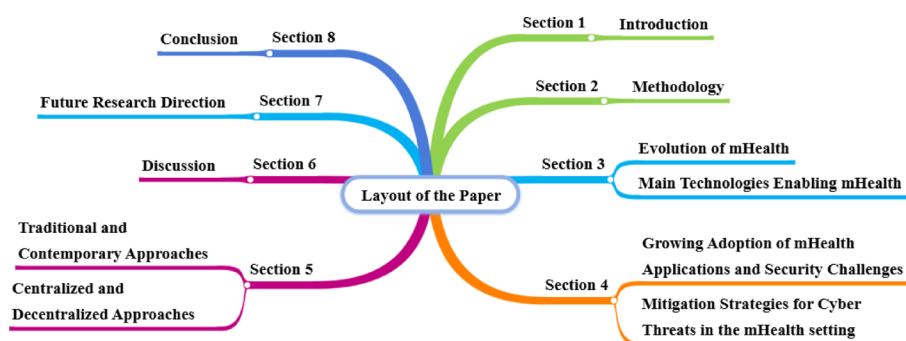 Layout of the Paper
Section 1
Introduction
Section 2
Methodology
Section 3
Evolution of mHealth
Main Technologies Enabling mHealth
Section 4
Growing Adoption of mHealth
Applications and Security Challenges
Mitigation Strategies for Cyber
Threats in the mHealth setting
Section 5
Traditional and
Contemporary Approaches
Centralized and
Decentralized Approaches
Section 6
Discussion
Section 7
Future Research Direction
Section 8
Conclusion